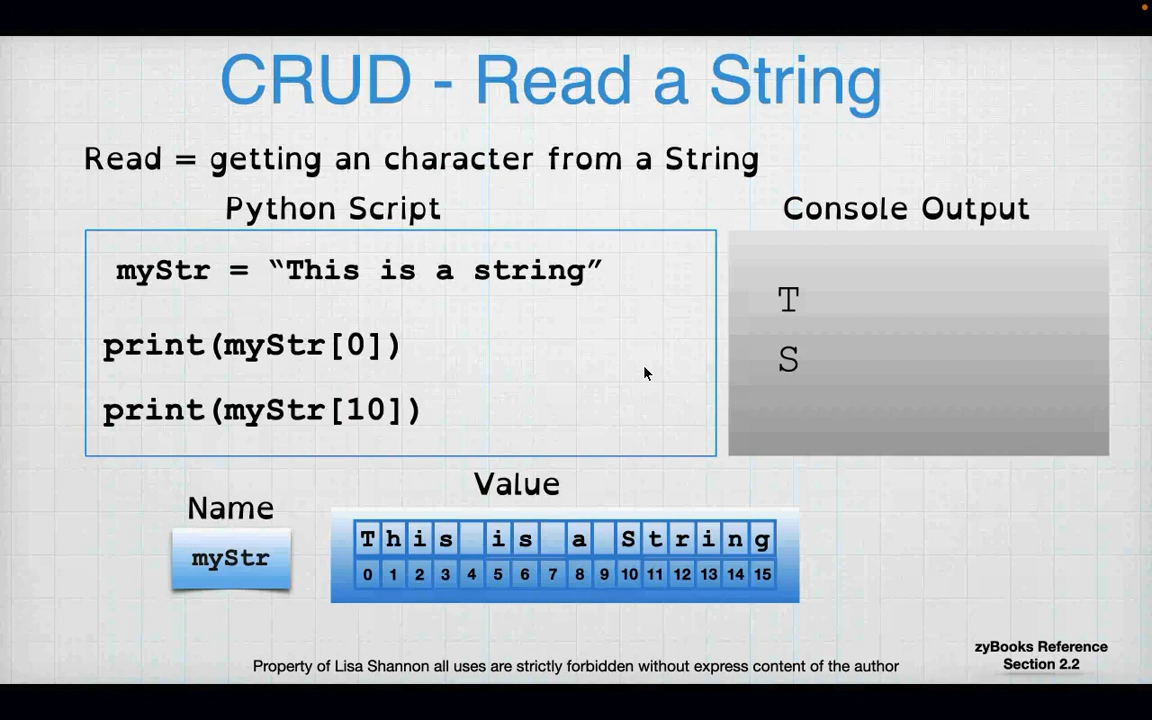 CRUD - Read a String
Read = getting an character from a String
Python Script
Console Output
myStr = “This is a string”
print(myStr[0])
print(myStr[10])
T
S
Value
Name
myStr
T h i s i s a S t r i n g
0 1 2 3 4 5 6 7 8 9 10 11 12 13 14 15
zyBooks Reference
Section 2.2
Property of Lisa Shannon all uses are strictly forbidden without express content of the author